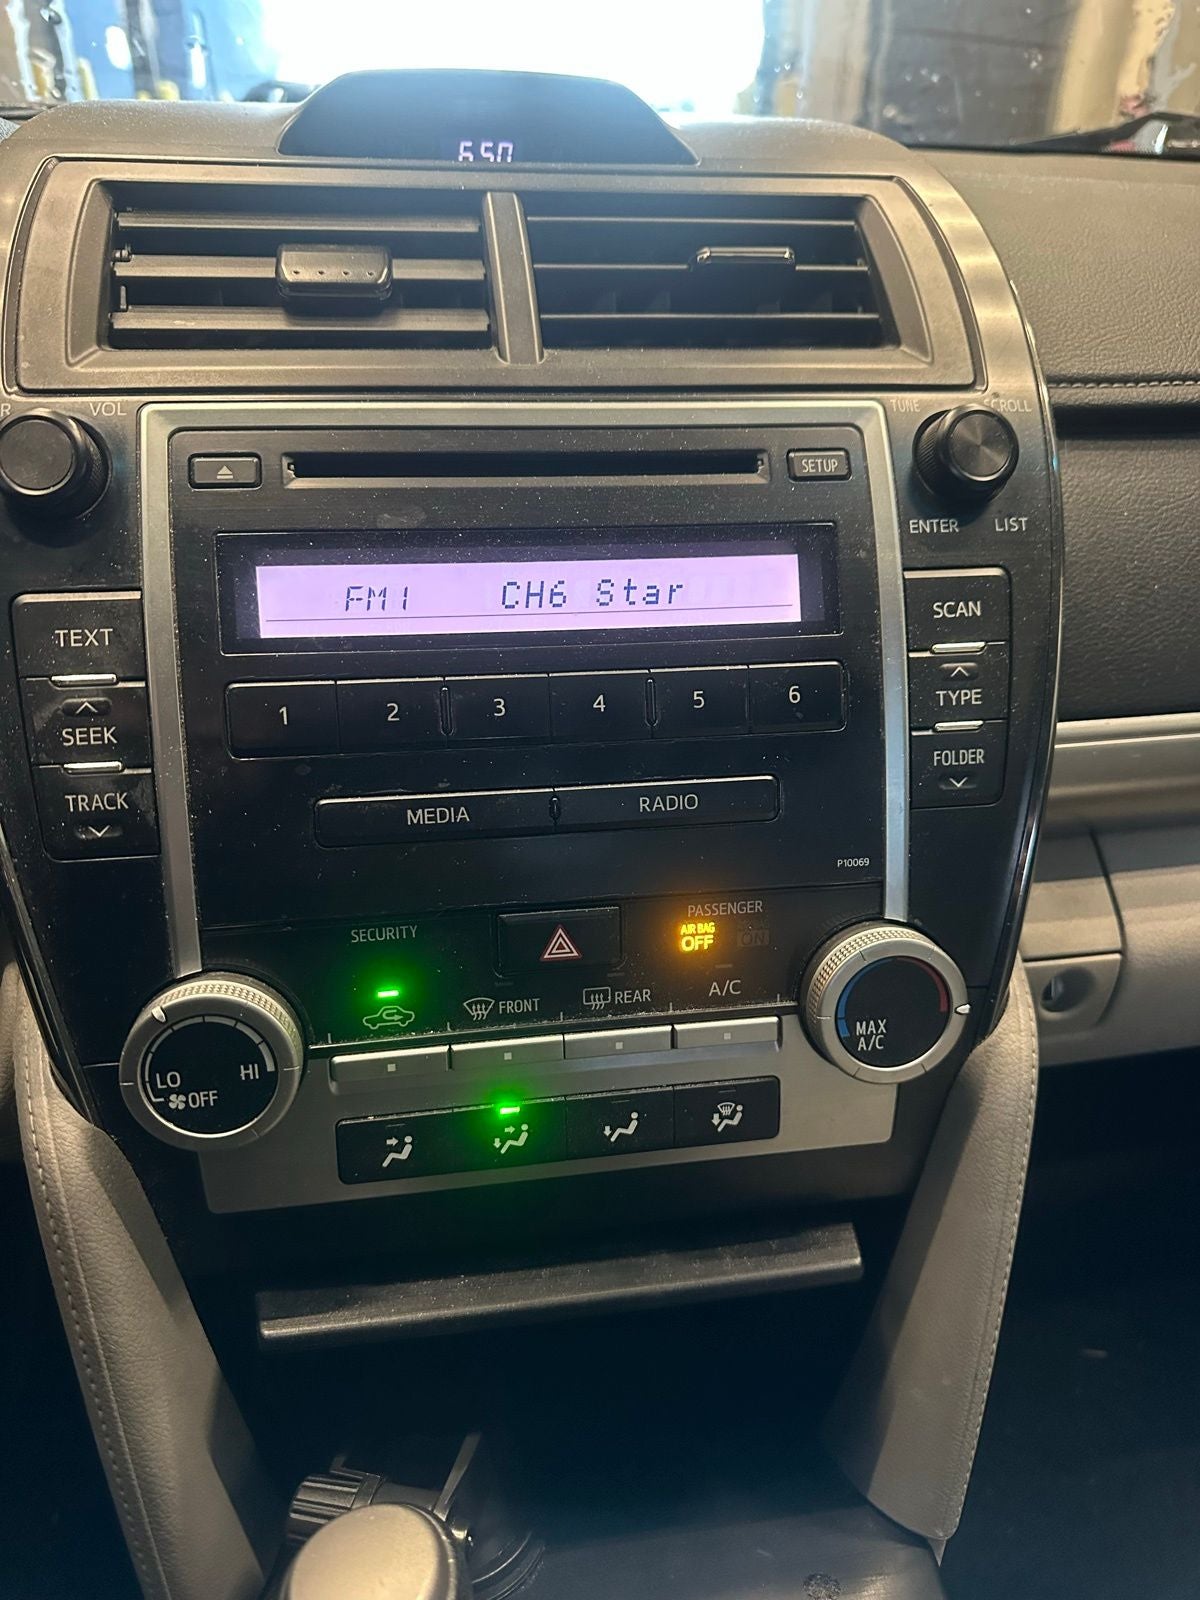 6:50
VOL
TUNE SCROLL
SETUP
ENTER LIST
FM1 CH6 Star
TEXT
SEEK
TRACK
SCAN
TYPE
FOLDER
1 2 3 4 5 6
MEDIA RADIO
P10069
SECURITY
PASSENGER
AIR BAG
OFF
ON
FRONT
REAR
A/C
LO HI
OFF
MAX
A/C